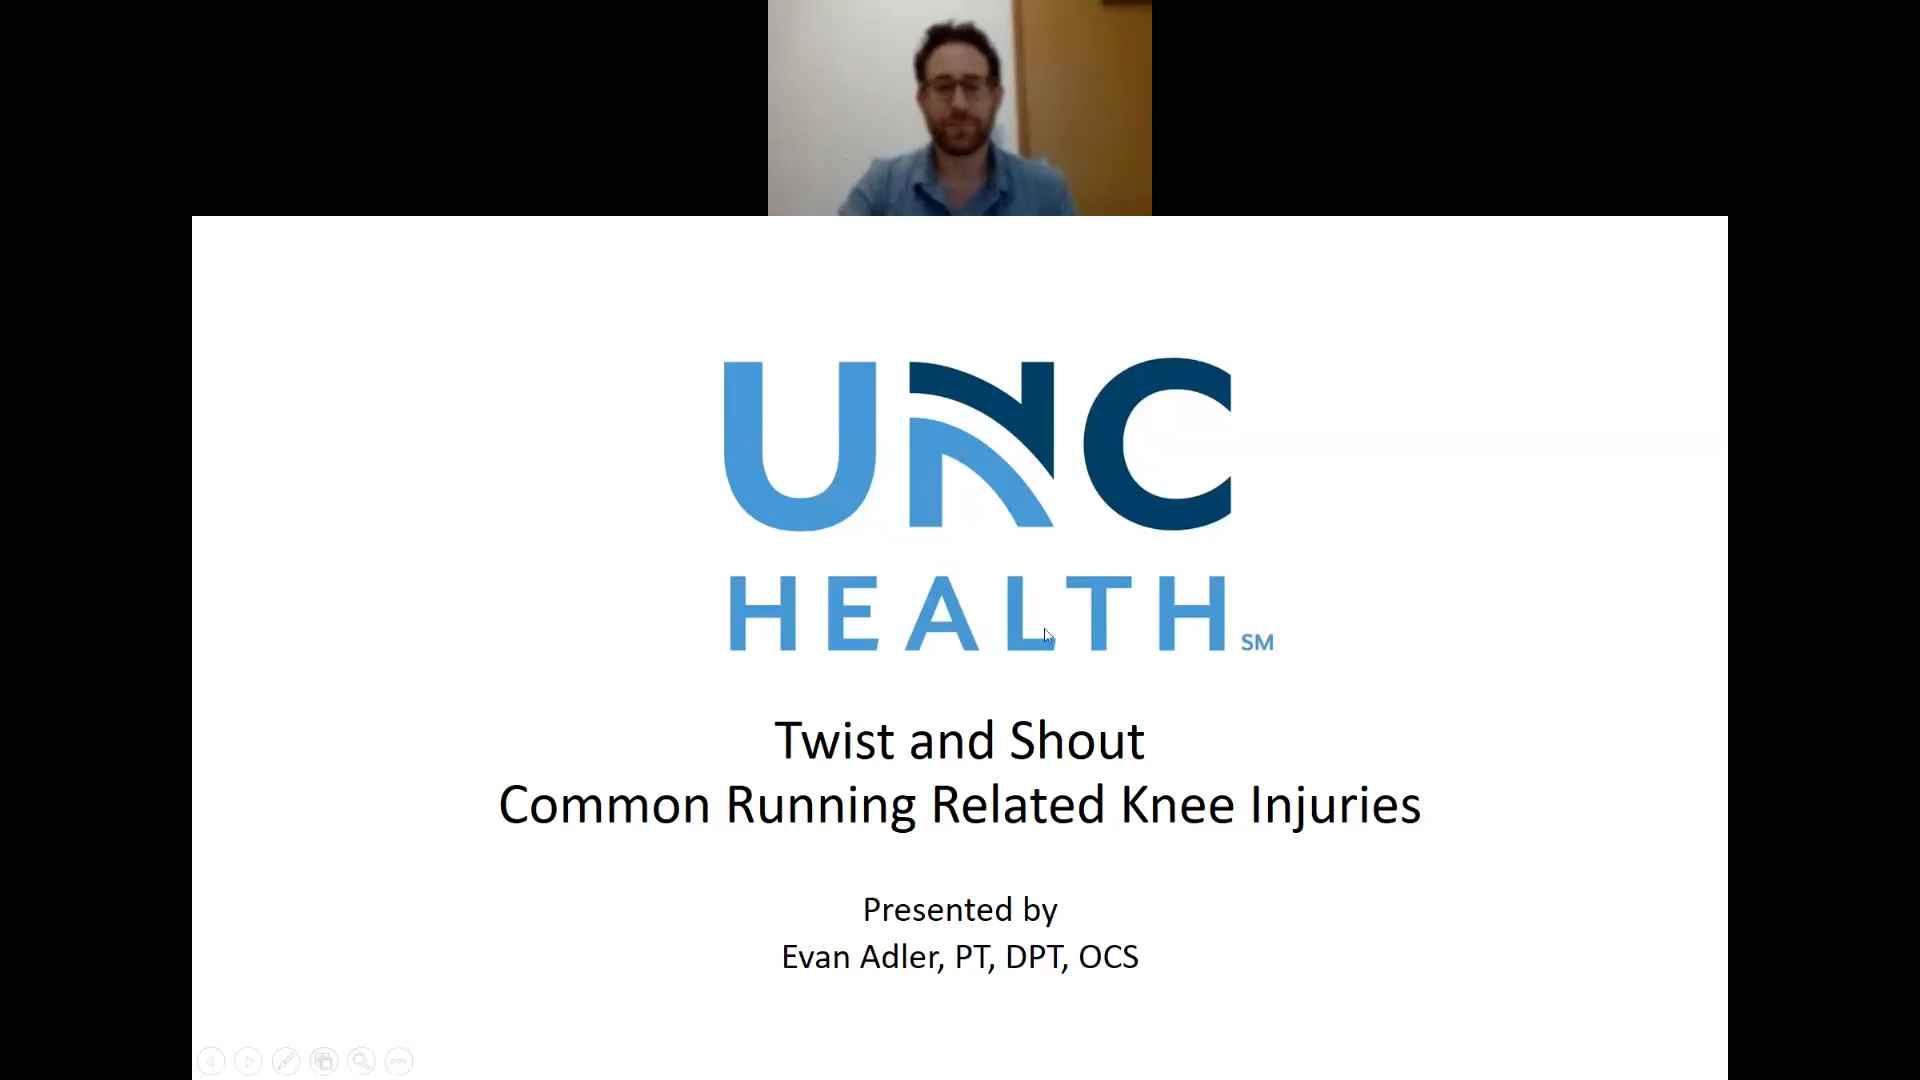 UNC
HEALTH SM
Twist and Shout
Common Running Related Knee Injuries
Presented by
Evan Adler, PT, DPT, OCS